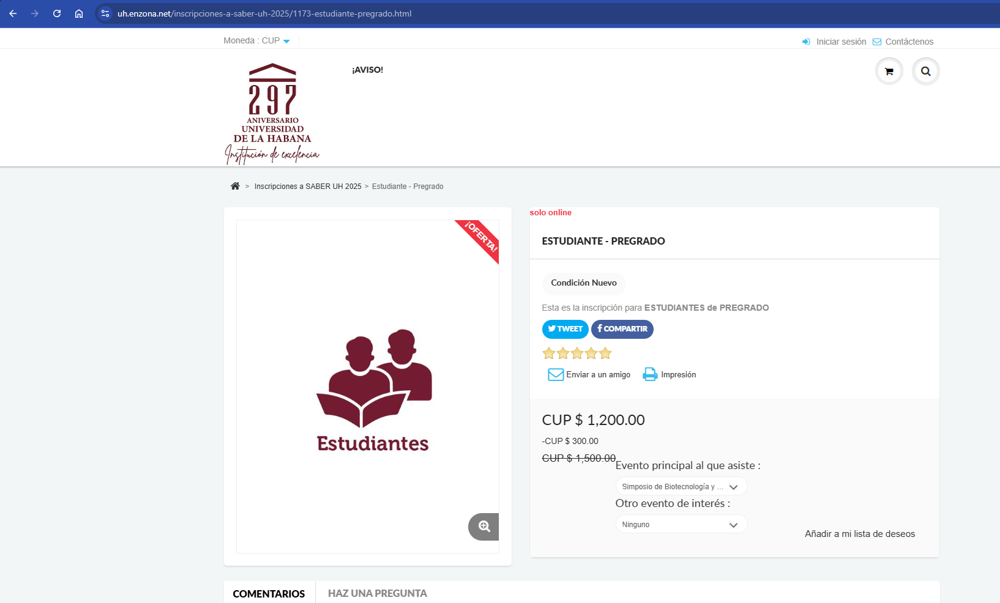 uh.enzona.net/inscripciones-a-saber-uh-2025/1173-estudiante-pregrado.html
Moneda : CUP
Iniciar sesión
Contáctenos
297
ANIVERSARIO
UNIVERSIDAD
DE LA HABANA
Institución de excelencia
¡AVISO!
> Inscripciones a SABER UH 2025 > Estudiante - Pregrado
¡OFERTA!
Estudiantes
solo online
ESTUDIANTE - PREGRADO
Condición Nuevo
Esta es la inscripción para ESTUDIANTES de PREGRADO
TWEET
COMPARTIR
Enviar a un amigo
Impresión
CUP $ 1,200.00
-CUP $ 300.00
CUP $ 1,500.00
Evento principal al que asiste :
Simposio de Biotecnología y ...
Otro evento de interés :
Ninguno
Añadir a mi lista de deseos
COMENTARIOS
HAZ UNA PREGUNTA